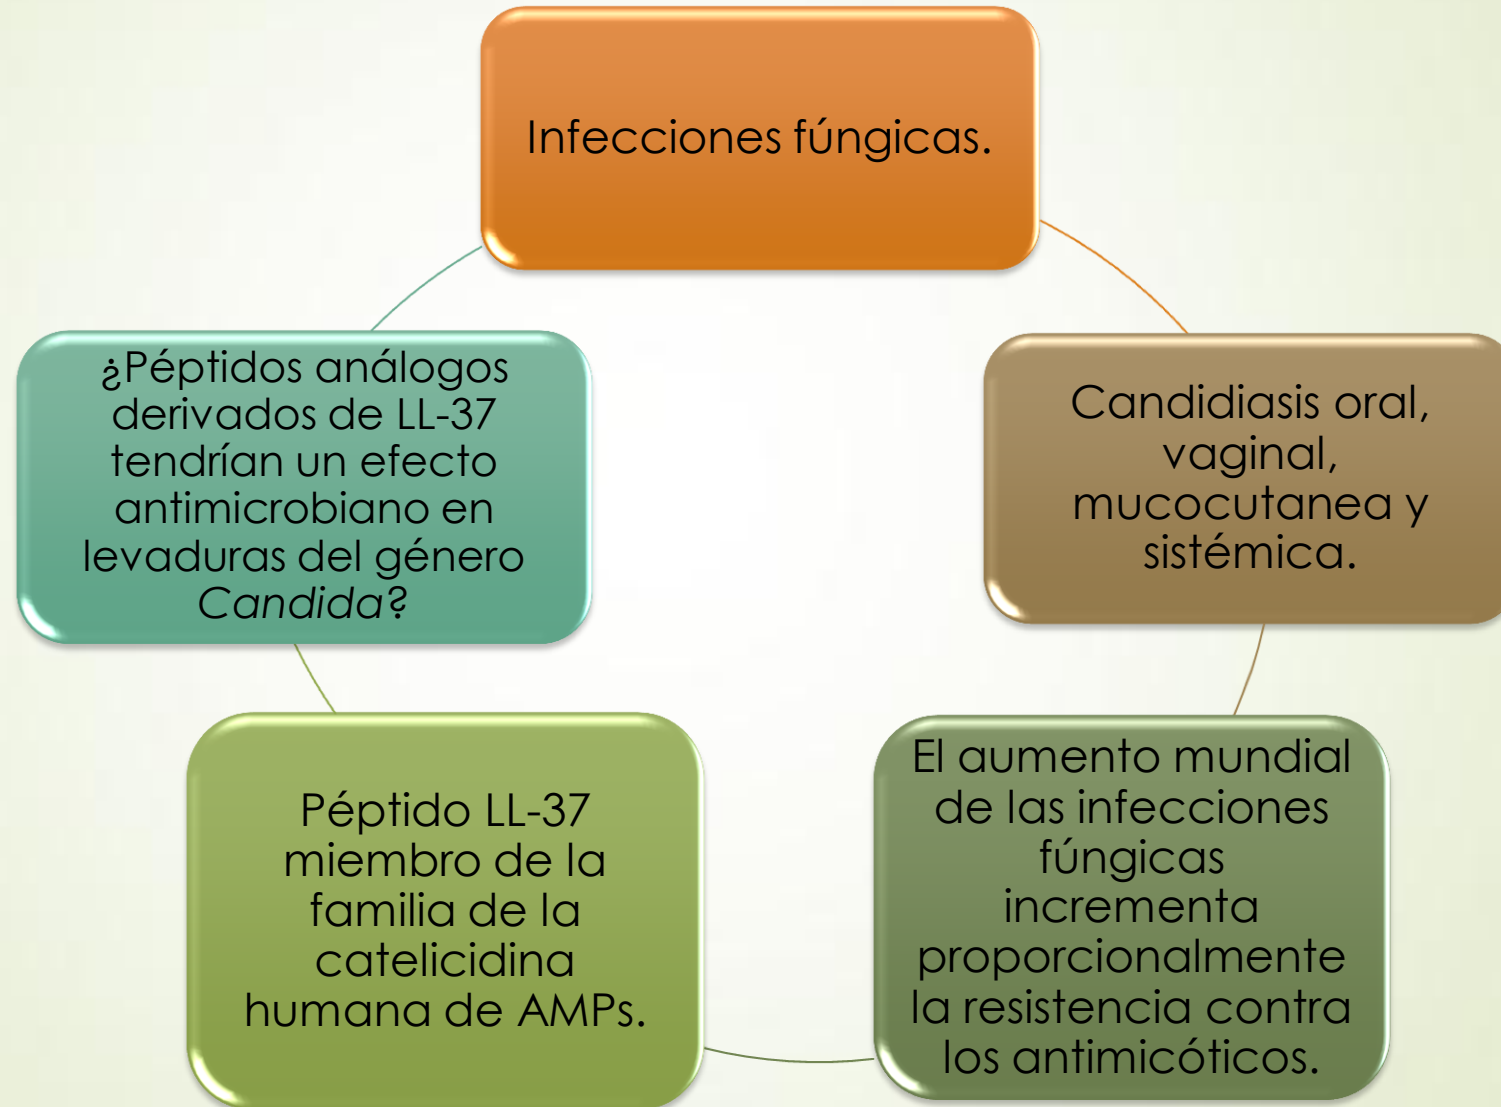 Infecciones fúngicas.
Candidiasis oral,
vaginal,
mucocutanea y
sistémica.
El aumento mundial
de las infecciones
fúngicas
incrementa
proporcionalmente
la resistencia contra
los antimicóticos.
Péptido LL-37
miembro de la
familia de la
catelicidina
humana de AMPs.
¿Péptidos análogos
derivados de LL-37
tendrían un efecto
antimicrobiano en
levaduras del género
Candida?